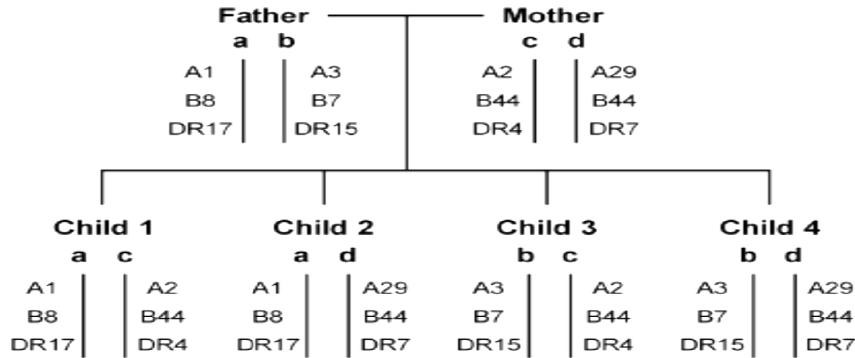 Father Mother
a b c d
A1 A3 A2 A29
B8 B7 B44 B44
DR17 DR15 DR4 DR7
Child 1 Child 2 Child 3 Child 4
a c a d b c b d
A1 A2 A1 A29 A3 A2 A3 A29
B8 B44 B8 B44 B7 B44 B7 B44
DR17 DR4 DR17 DR7 DR15 DR4 DR15 DR7